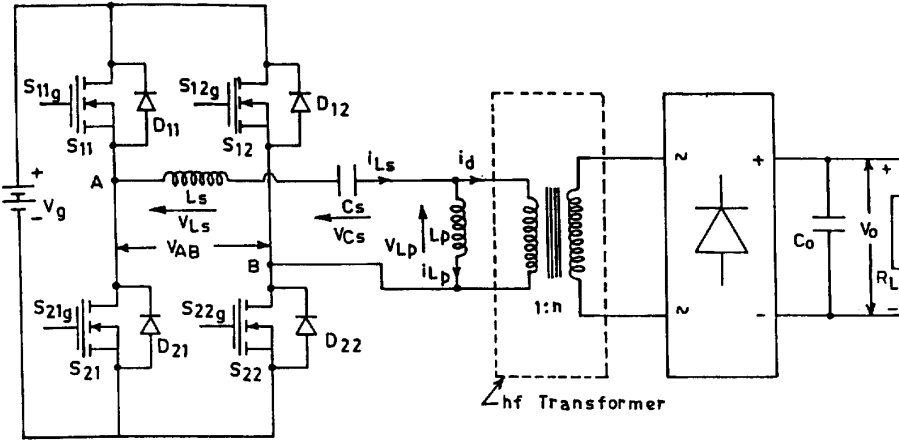 S11g
S11
D11
S12g
S12
D12
+
-
Vg
A
Ls
VLs
Cs
VCs
iLs
id
VAB
B
VLp
Lp
iLp
1:n
~
~
+
-
Co
+
Vo
-
RL
S21g
S21
D21
S22g
S22
D22
hf Transformer